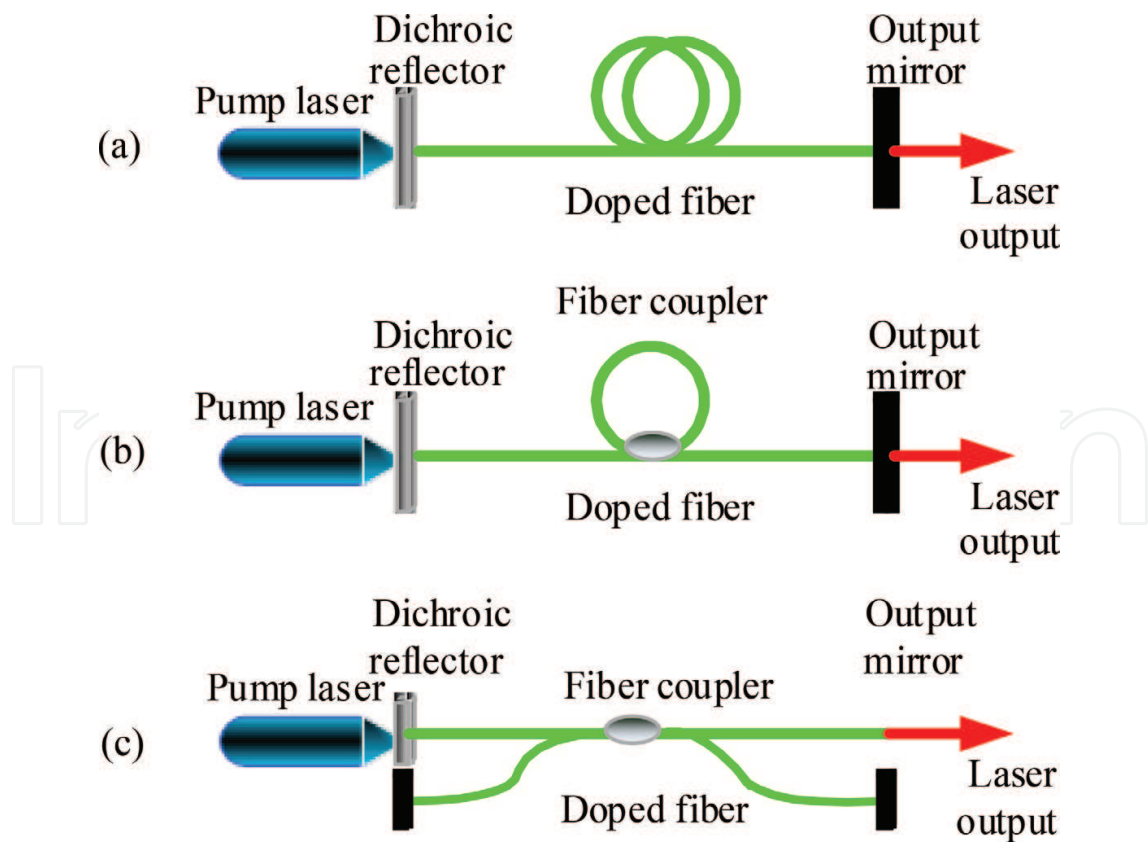 Dichroic
reflector
Output
mirror
Pump laser
(a)
Doped fiber
Laser
output
Fiber coupler
Dichroic
reflector
Output
mirror
Pump laser
(b)
Doped fiber
Laser
output
Dichroic
reflector
Output
mirror
Pump laser
Fiber coupler
(c)
Doped fiber
Laser
output